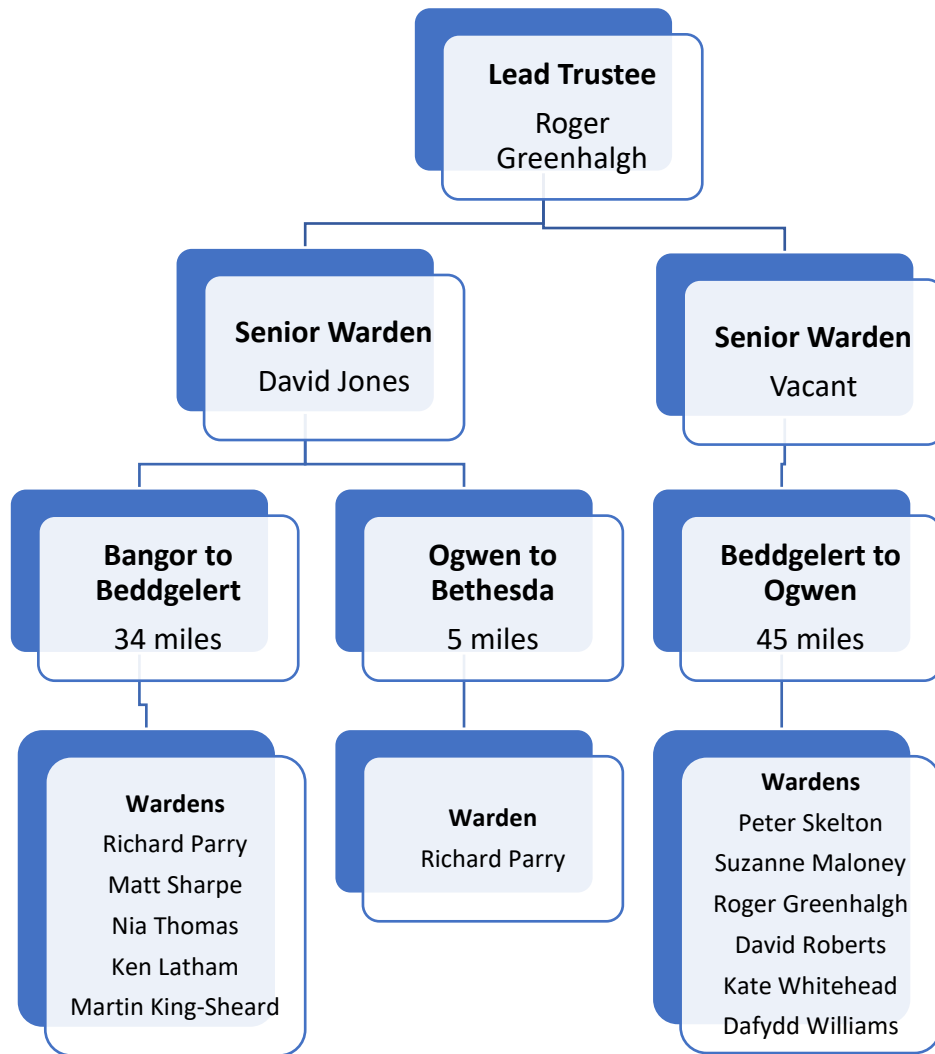 Lead Trustee
Roger
Greenhalgh
Senior Warden
David Jones
Senior Warden
Vacant
Bangor to
Beddgelert
34 miles
Ogwen to
Bethesda
5 miles
Beddgelert to
Ogwen
45 miles
Wardens
Richard Parry
Matt Sharpe
Nia Thomas
Ken Latham
Martin King-Sheard
Warden
Richard Parry
Wardens
Peter Skelton
Suzanne Maloney
Roger Greenhalgh
David Roberts
Kate Whitehead
Dafydd Williams